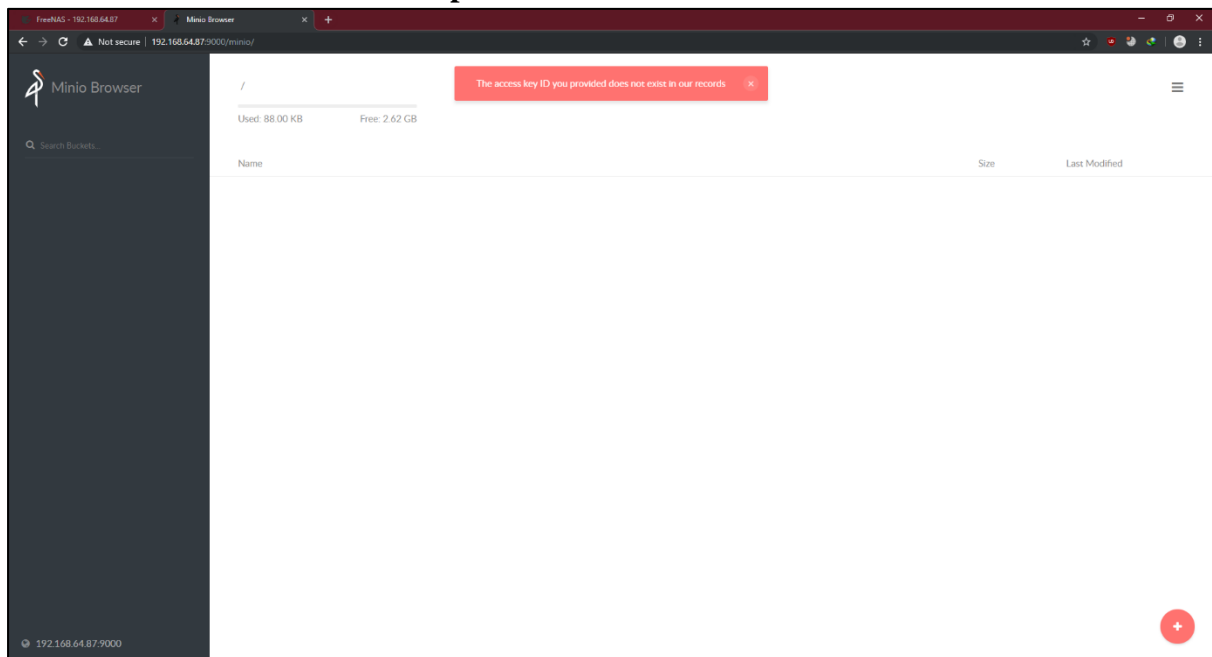 FreeNAS - 192.168.64.87
Minio Browser
Not secure | 192.168.64.87:9000/minio/
Minio Browser
Search Buckets...
/
The access key ID you provided does not exist in our records
Used: 88.00 KB
Free: 2.62 GB
Name
Size
Last Modified
192.168.64.87:9000